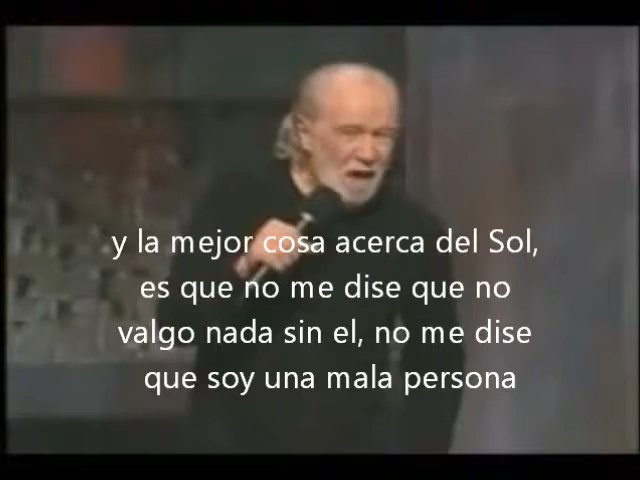 y la mejor cosa acerca del Sol,
es que no me dise que no
valgo nada sin el, no me dise
que soy una mala persona